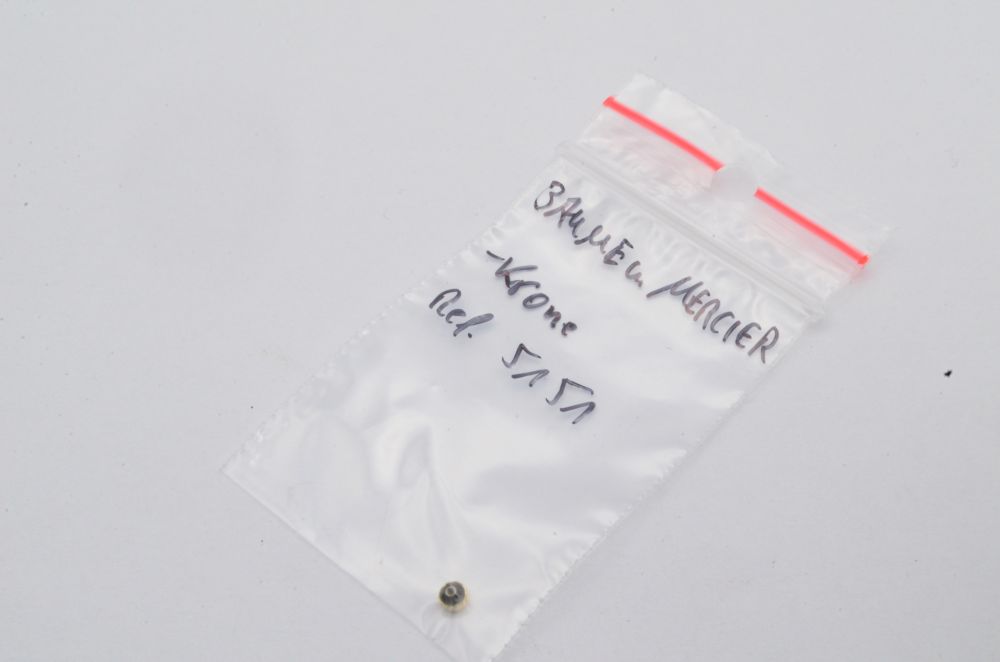 BAUME u. MERCIER
-Krone
Ref. 5151